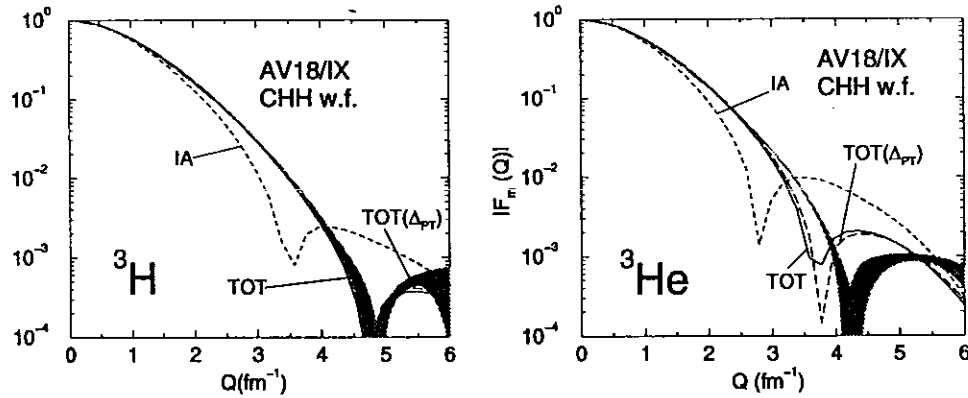 10⁰
10⁻¹
10⁻²
10⁻³
10⁻⁴
0 1 2 3 4 5 6
Q(fm⁻¹)
AV18/IX
CHH w.f.
IA
TOT(Δ_PT)
TOT
³H
10⁰
10⁻¹
10⁻²
10⁻³
10⁻⁴
0 1 2 3 4 5 6
Q (fm⁻¹)
|F_m (Q)|
AV18/IX
CHH w.f.
IA
TOT(Δ_PT)
TOT
³He